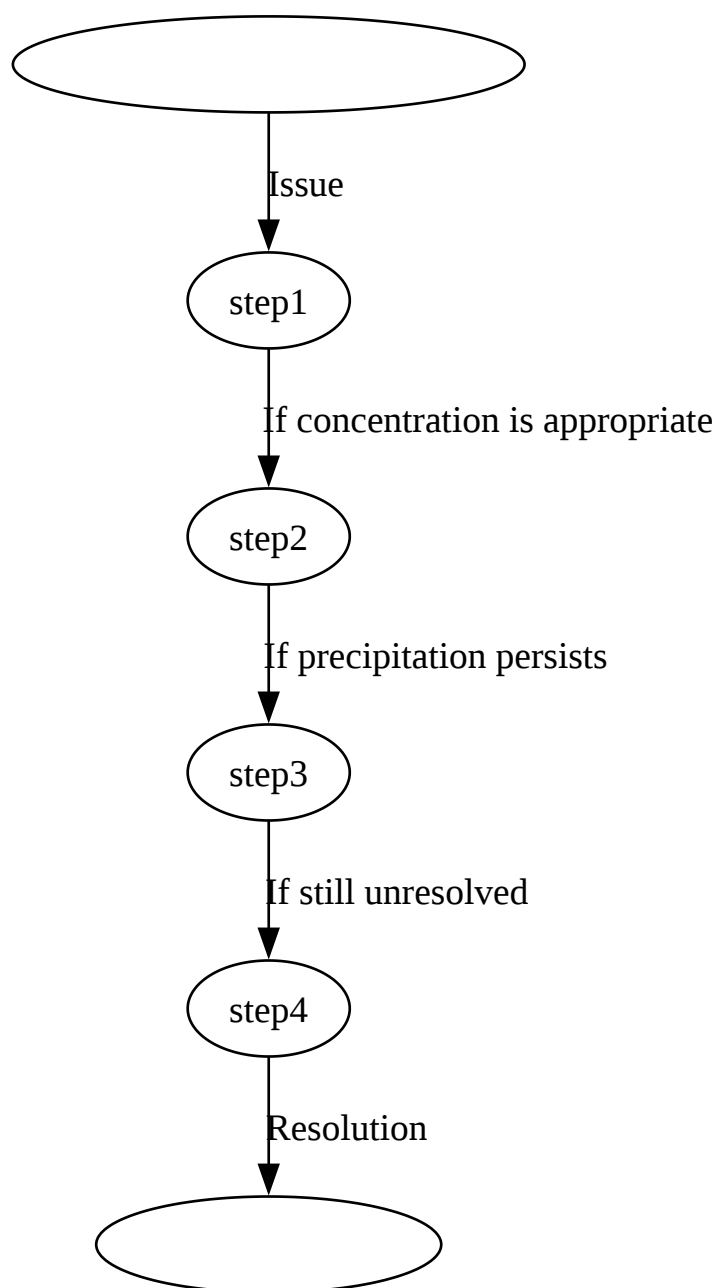 Issue
step1
If concentration is appropriate
step2
If precipitation persists
step3
If still unresolved
step4
Resolution